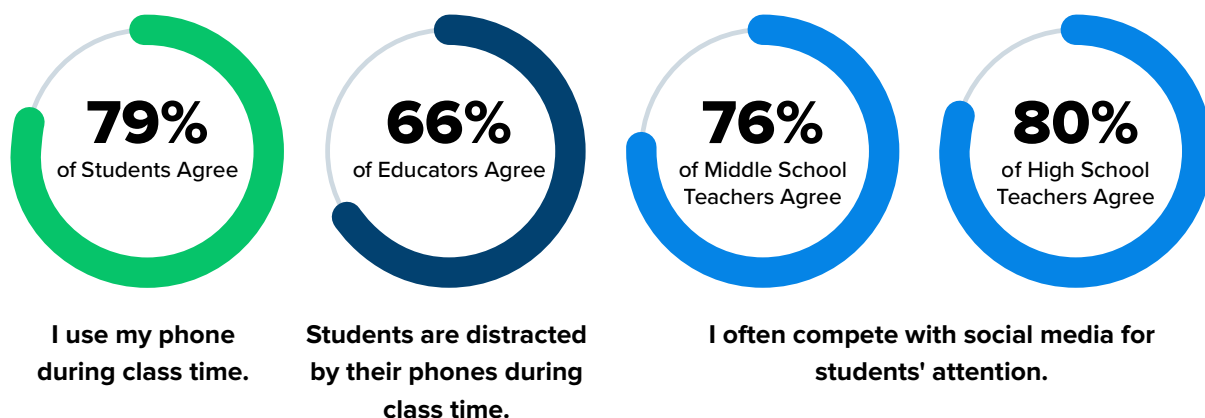 79%
of Students Agree
66%
of Educators Agree
76%
of Middle School
Teachers Agree
80%
of High School
Teachers Agree
I use my phone
during class time.
Students are distracted
by their phones during
class time.
I often compete with social media for
students' attention.